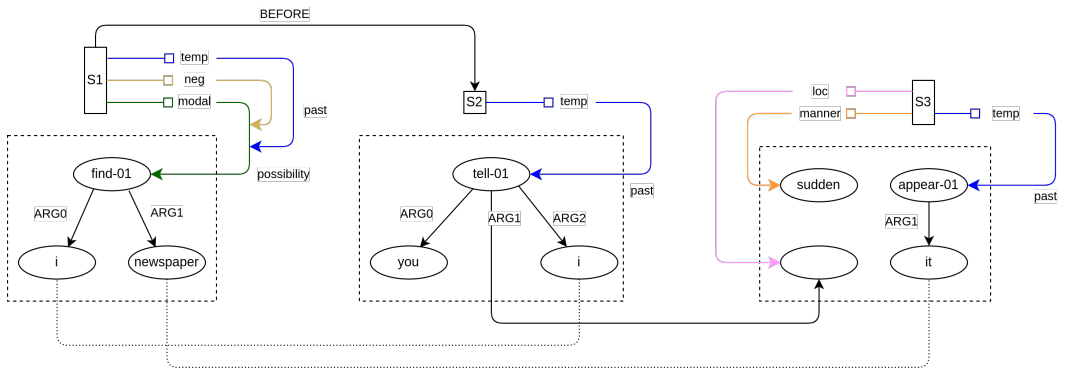 BEFORE
S1
temp
neg
modal
past
possibility
find-01
ARG0
ARG1
i
newspaper
S2
temp
past
tell-01
ARG0
ARG1
ARG2
you
i
loc
manner
S3
temp
past
sudden
appear-01
ARG1
it